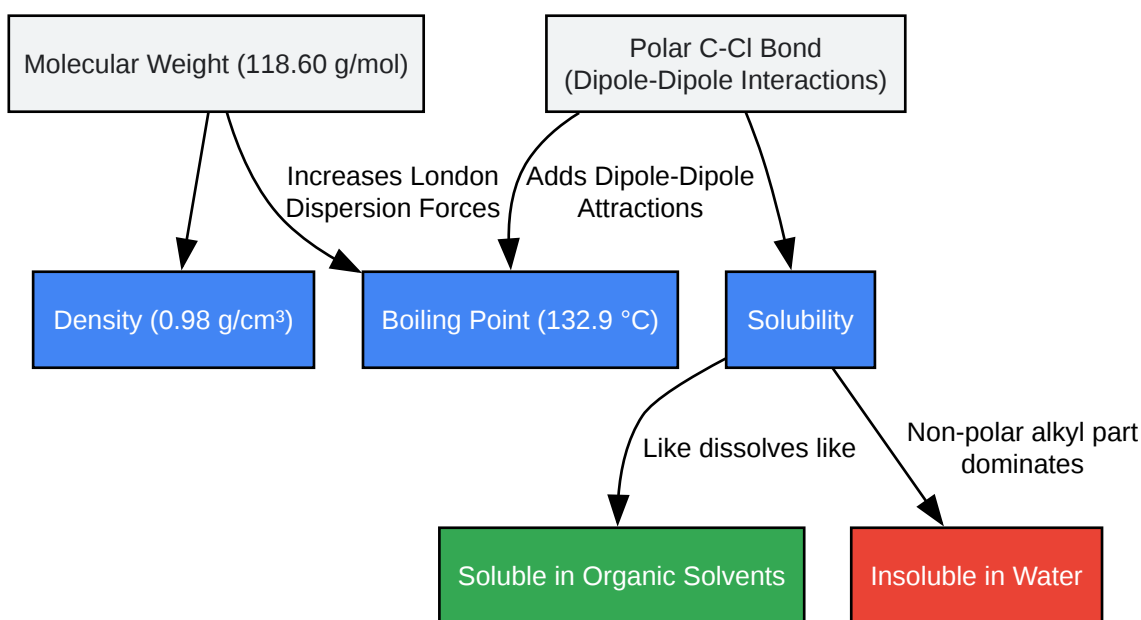 Molecular Weight (118.60 g/mol)
Polar C-Cl Bond
(Dipole-Dipole Interactions)
Increases London
Dispersion Forces
Adds Dipole-Dipole
Attractions
Density (0.98 g/cm³)
Boiling Point (132.9 °C)
Solubility
Like dissolves like
Non-polar alkyl part
dominates
Soluble in Organic Solvents
Insoluble in Water